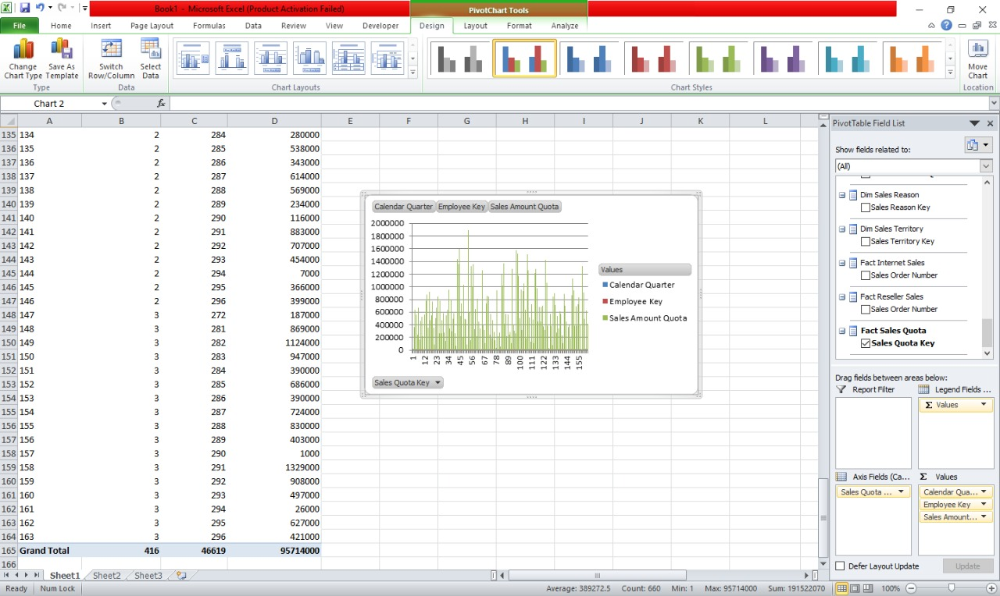 Book1 - Microsoft Excel (Product Activation Failed)
PivotChart Tools
File Home Insert Page Layout Formulas Data Review View Developer Design Layout Format Analyze
Change Chart Type
Save As Template
Switch Row/Column
Select Data
Move Chart
Type Data Chart Layouts Chart Styles Location
Chart 2 fx
A B C D E F G H I J K L
135 134 2 284 280000
136 135 2 285 538000
137 136 2 286 343000
138 137 2 287 614000
139 138 2 288 569000
140 139 2 289 234000
141 140 2 290 116000
142 141 2 291 883000
143 142 2 292 707000
144 143 2 293 454000
145 144 2 294 7000
146 145 2 295 366000
147 146 2 296 399000
148 147 3 272 187000
149 148 3 281 869000
150 149 3 282 1124000
151 150 3 283 947000
152 151 3 284 390000
153 152 3 285 686000
154 153 3 286 390000
155 154 3 287 724000
156 155 3 288 830000
157 156 3 289 403000
158 157 3 290 1000
159 158 3 291 1329000
160 159 3 292 908000
161 160 3 293 497000
162 161 3 294 26000
163 162 3 295 627000
164 163 3 296 421000
165 Grand Total 416 46619 95714000
166
Calendar Quarter Employee Key Sales Amount Quota
2000000
1800000
1600000
1400000
1200000
1000000
800000
600000
400000
200000
0
1 12 23 34 45 56 67 78 89 100 111 122 133 144 155
Values
Calendar Quarter
Employee Key
Sales Amount Quota
Sales Quota Key
PivotTable Field List
Show fields related to:
(All)
Dim Sales Reason
Sales Reason Key
Dim Sales Territory
Sales Territory Key
Fact Internet Sales
Sales Order Number
Fact Reseller Sales
Sales Order Number
Fact Sales Quota
Sales Quota Key
Drag fields between areas below:
Report Filter Legend Fields ...
Σ Values
Axis Fields (Ca... Σ Values
Sales Quota ... Calendar Qua...
Employee Key
Sales Amount...
Defer Layout Update Update
Sheet1 Sheet2 Sheet3
Ready Num Lock Average: 389272.5 Count: 660 Min: 1 Max: 95714000 Sum: 191522070 100%